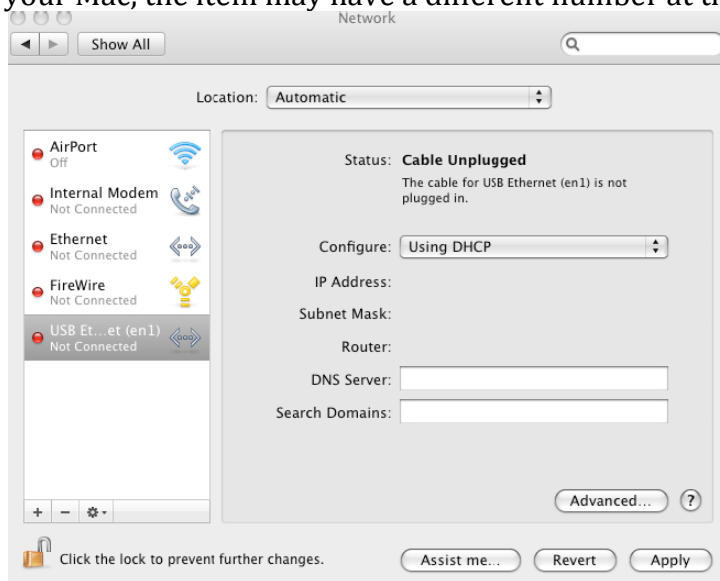 your Mac, the item may have a different number at th
Network
Show All
Location: Automatic
AirPort
Off
Internal Modem
Not Connected
Ethernet
Not Connected
FireWire
Not Connected
USB Et...et (en1)
Not Connected
Status: Cable Unplugged
The cable for USB Ethernet (en1) is not
plugged in.
Configure: Using DHCP
IP Address:
Subnet Mask:
Router:
DNS Server:
Search Domains:
Advanced... ?
+ −
Click the lock to prevent further changes.
Assist me... Revert Apply